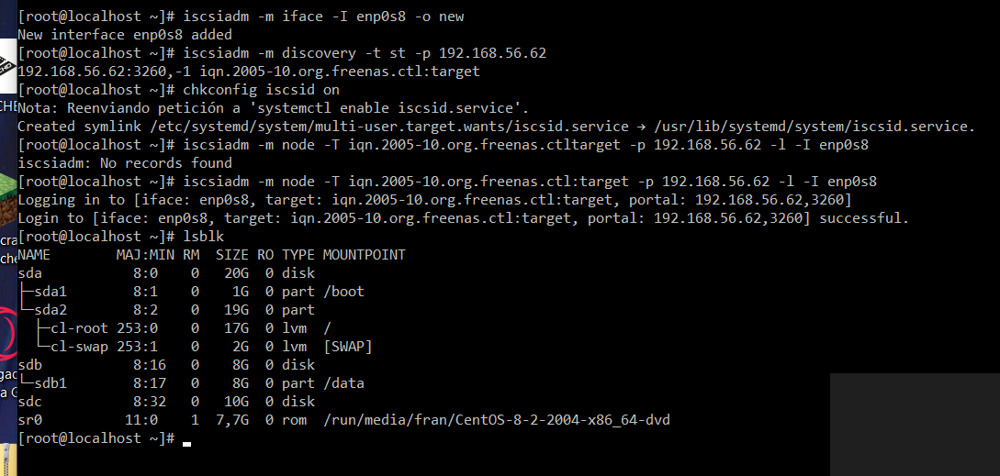 [root@localhost ~]# iscsiadm -m iface -I enp0s8 -o new
New interface enp0s8 added
[root@localhost ~]# iscsiadm -m discovery -t st -p 192.168.56.62
192.168.56.62:3260,-1 iqn.2005-10.org.freenas.ctl:target
[root@localhost ~]# chkconfig iscsid on
Nota: Reenviando petición a 'systemctl enable iscsid.service'.
Created symlink /etc/systemd/system/multi-user.target.wants/iscsid.service → /usr/lib/systemd/system/iscsid.service.
[root@localhost ~]# iscsiadm -m node -T iqn.2005-10.org.freenas.ctltarget -p 192.168.56.62 -l -I enp0s8
iscsiadm: No records found
[root@localhost ~]# iscsiadm -m node -T iqn.2005-10.org.freenas.ctl:target -p 192.168.56.62 -l -I enp0s8
Logging in to [iface: enp0s8, target: iqn.2005-10.org.freenas.ctl:target, portal: 192.168.56.62,3260]
Login to [iface: enp0s8, target: iqn.2005-10.org.freenas.ctl:target, portal: 192.168.56.62,3260] successful.
[root@localhost ~]# lsblk
NAME        MAJ:MIN RM  SIZE RO TYPE MOUNTPOINT
sda           8:0    0   20G  0 disk
├─sda1        8:1    0    1G  0 part /boot
└─sda2        8:2    0   19G  0 part
  ├─cl-root 253:0    0   17G  0 lvm  /
  └─cl-swap 253:1    0    2G  0 lvm  [SWAP]
sdb           8:16   0    8G  0 disk
└─sdb1        8:17   0    8G  0 part /data
sdc           8:32   0   10G  0 disk
sr0          11:0    1  7,7G  0 rom  /run/media/fran/CentOS-8-2-2004-x86_64-dvd
[root@localhost ~]#